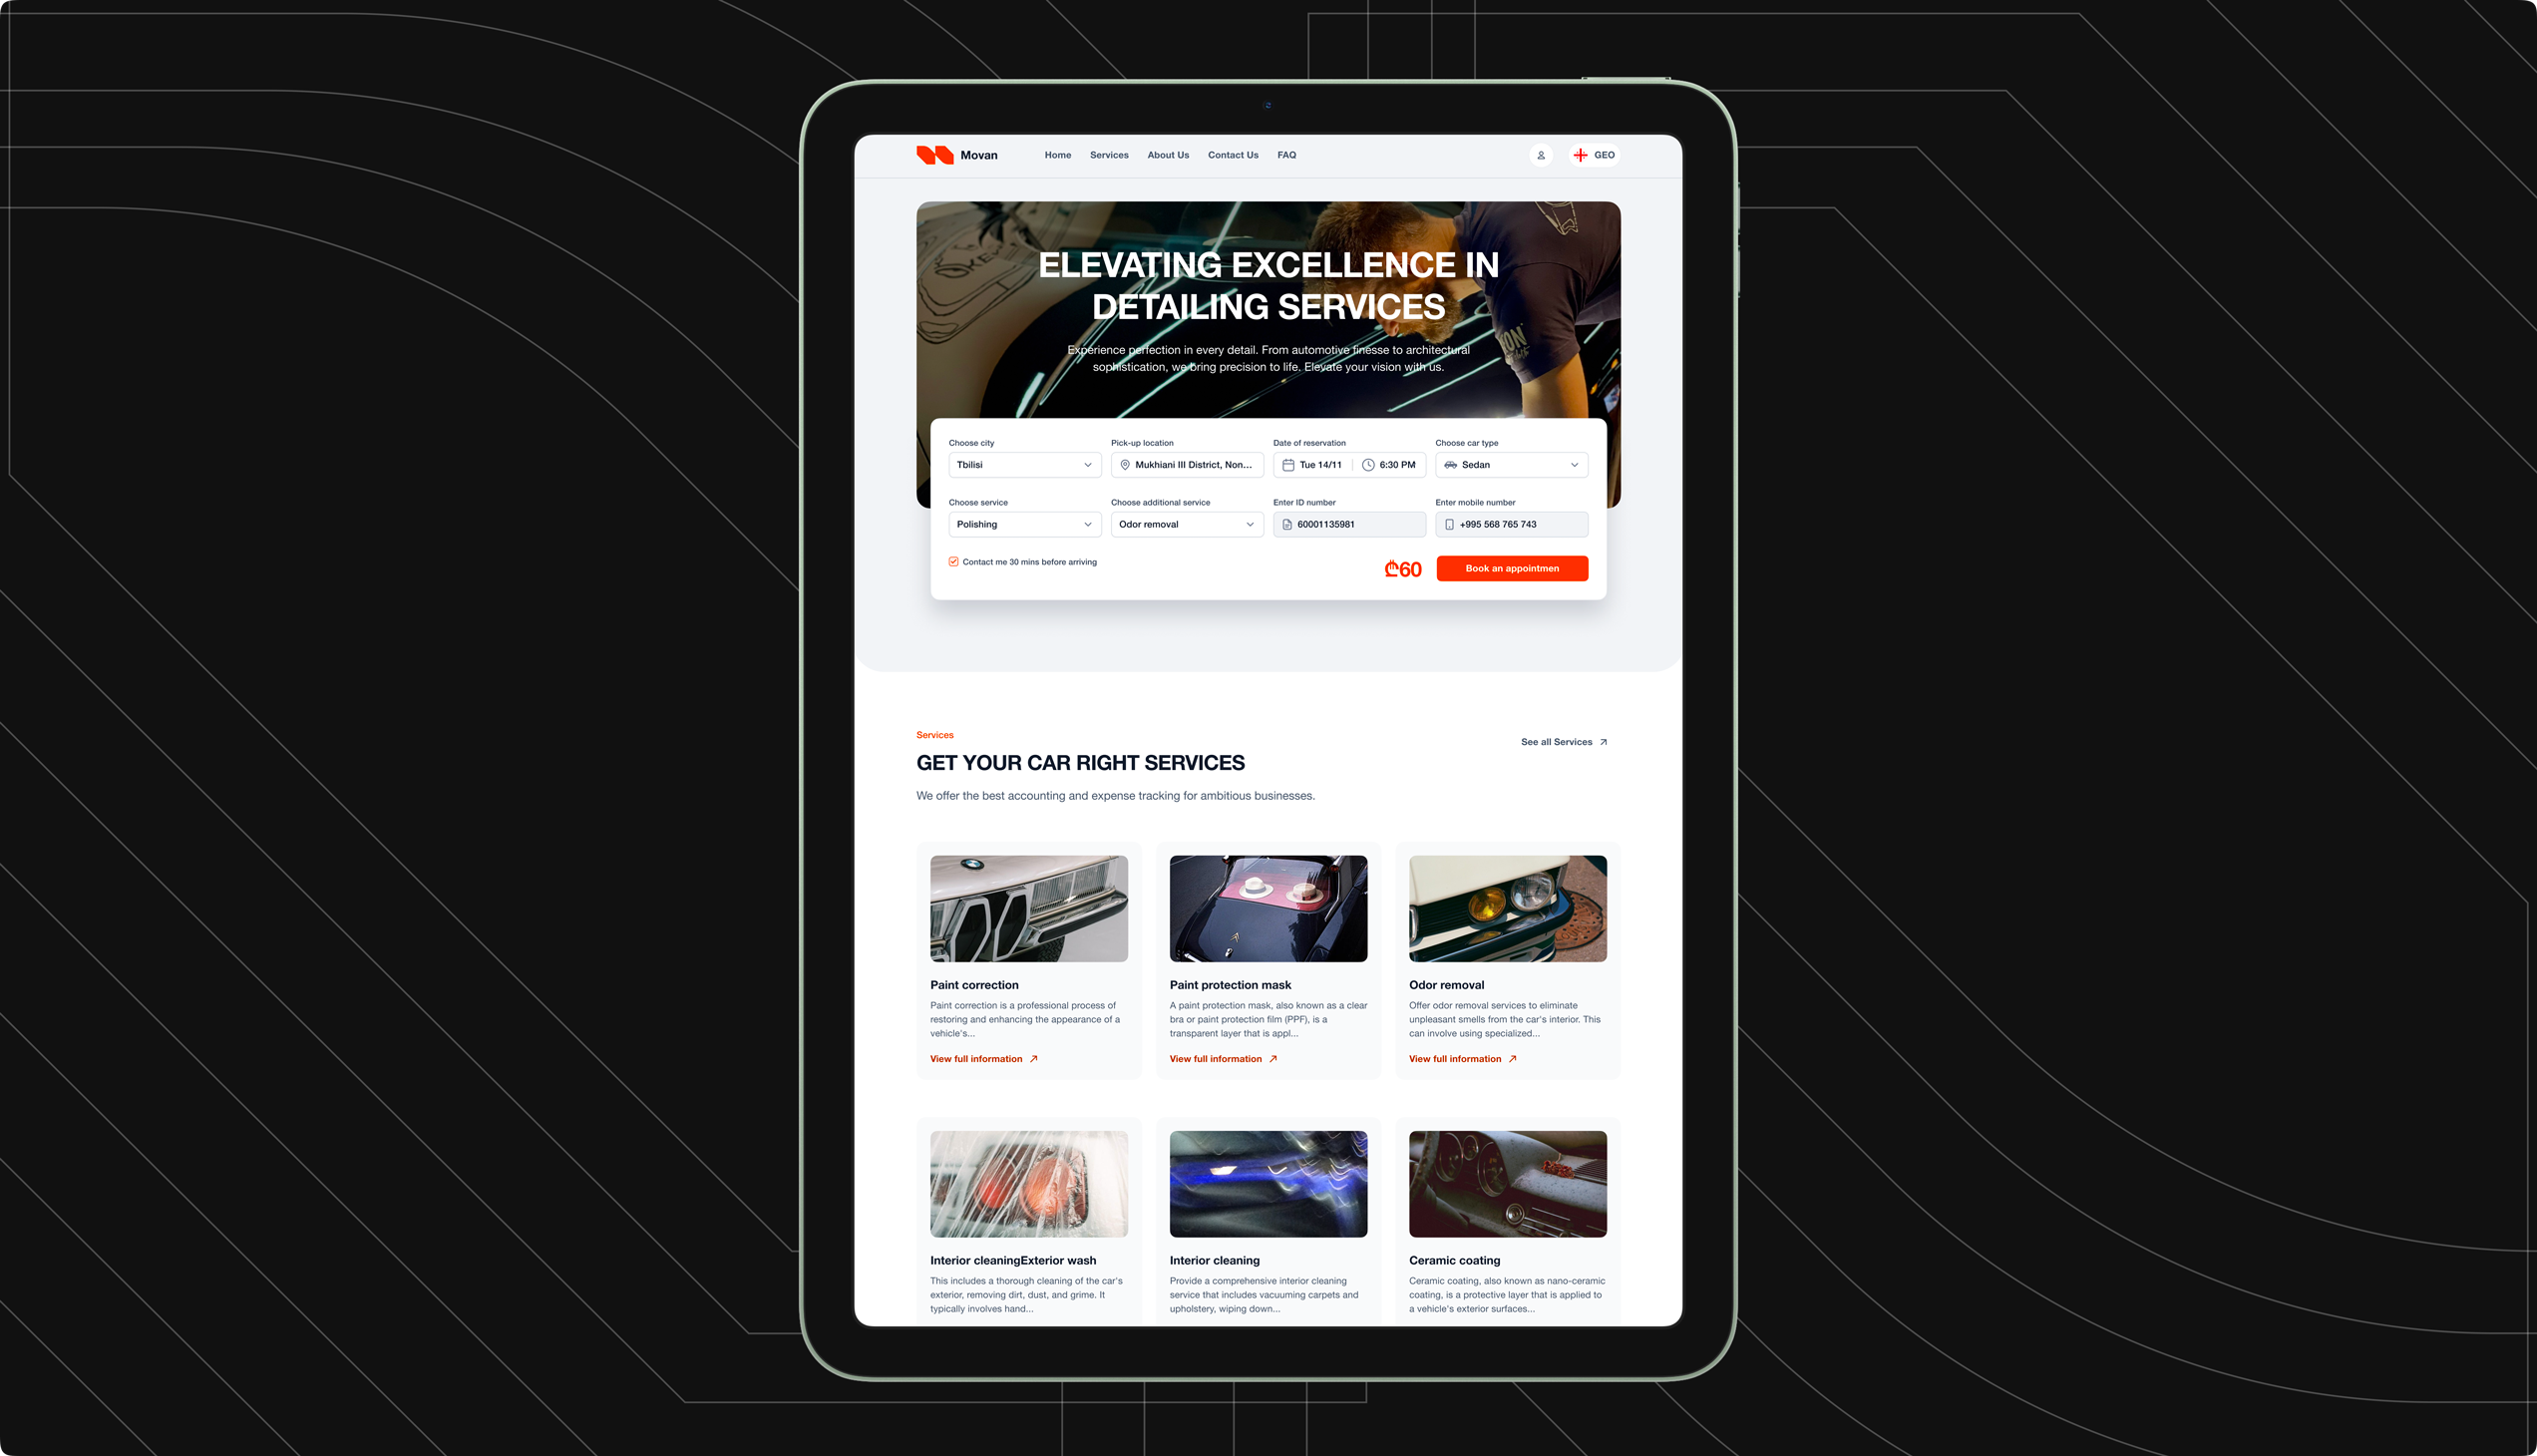 Movan
Home
Services
About Us
Contact Us
FAQ
GEO
ELEVATING EXCELLENCE IN
DETAILING SERVICES
Experience perfection in every detail. From automotive finesse to architectural
sophistication, we bring precision to life. Elevate your vision with us.
Choose city
Tbilisi
Pick-up location
Mukhiani III District, Non...
Date of reservation
Tue 14/11
6:30 PM
Choose car type
Sedan
Choose service
Polishing
Choose additional service
Odor removal
Enter ID number
60001135981
Enter mobile number
+995 568 765 743
Contact me 30 mins before arriving
₾60
Book an appointmen
Services
GET YOUR CAR RIGHT SERVICES
We offer the best accounting and expense tracking for ambitious businesses.
See all Services
Paint correction
Paint correction is a professional process of
restoring and enhancing the appearance of a
vehicle's...
View full information
Paint protection mask
A paint protection mask, also known as a clear
bra or paint protection film (PPF), is a
transparent layer that is appl...
View full information
Odor removal
Offer odor removal services to eliminate
unpleasant smells from the car's interior. This
can involve using specialized...
View full information
Interior cleaningExterior wash
This includes a thorough cleaning of the car's
exterior, removing dirt, dust, and grime. It
typically involves hand...
Interior cleaning
Provide a comprehensive interior cleaning
service that includes vacuuming carpets and
upholstery, wiping down...
Ceramic coating
Ceramic coating, also known as nano-ceramic
coating, is a protective layer that is applied to
a vehicle's exterior surfaces...